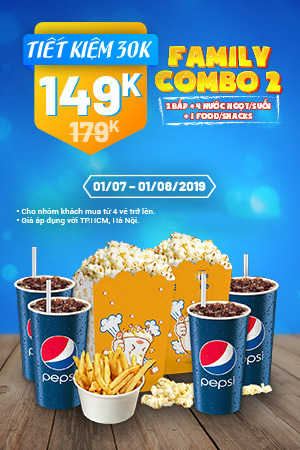 TIẾT KIỆM 30K
149K
179K
FAMILY
COMBO 2
2 BẮP + 4 NƯỚC NGỌT/SUỐI
+ 1 FOOD/SNACKS
01/07 – 01/08/2019
* Cho nhóm khách mua từ 4 vé trở lên.
* Giá áp dụng với TP.HCM, Hà Nội.
pepsi
pepsi
pepsi
pepsi